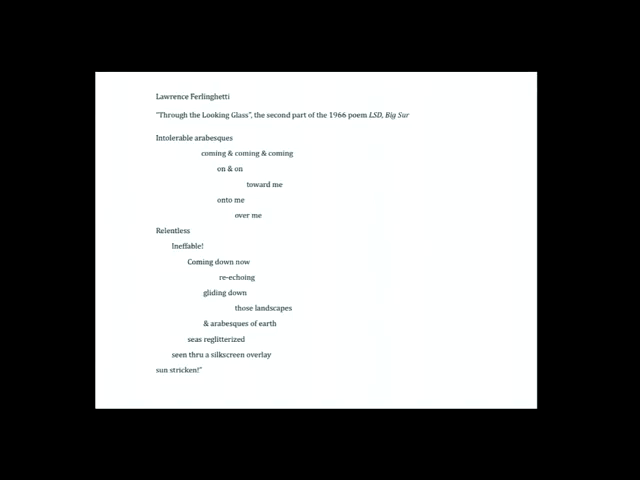 Lawrence Ferlinghetti
"Through the Looking Glass", the second part of the 1966 poem LSD, Big Sur
Intolerable arabesques
coming & coming & coming
on & on
toward me
onto me
over me
Relentless
Ineffable!
Coming down now
re-echoing
gliding down
those landscapes
& arabesques of earth
seas reglitterized
seen thru a silkscreen overlay
sun stricken!"